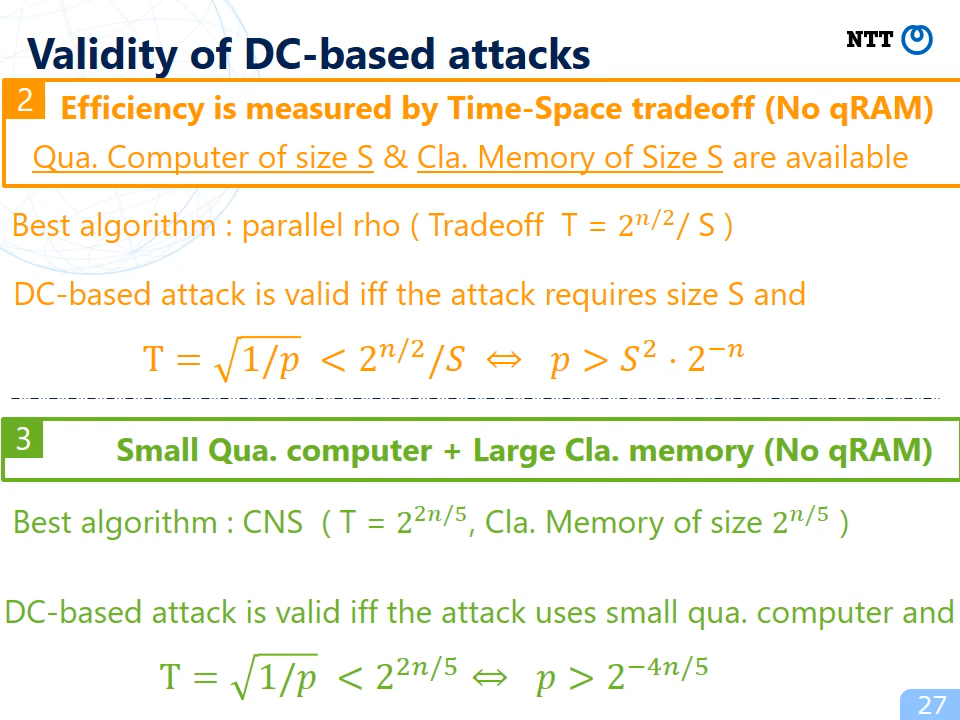 Validity of DC-based attacks
NTT
2
Efficiency is measured by Time-Space tradeoff (No qRAM)
Qua. Computer of size S & Cla. Memory of Size S are available
Best algorithm : parallel rho ( Tradeoff T = 2^{n/2}/ S )
DC-based attack is valid iff the attack requires size S and
T = √(1/p) < 2^{n/2}/S ⇔ p > S^2 · 2^{−n}
3
Small Qua. computer + Large Cla. memory (No qRAM)
Best algorithm : CNS ( T = 2^{2n/5}, Cla. Memory of size 2^{n/5} )
DC-based attack is valid iff the attack uses small qua. computer and
T = √(1/p) < 2^{2n/5} ⇔ p > 2^{−4n/5}
27